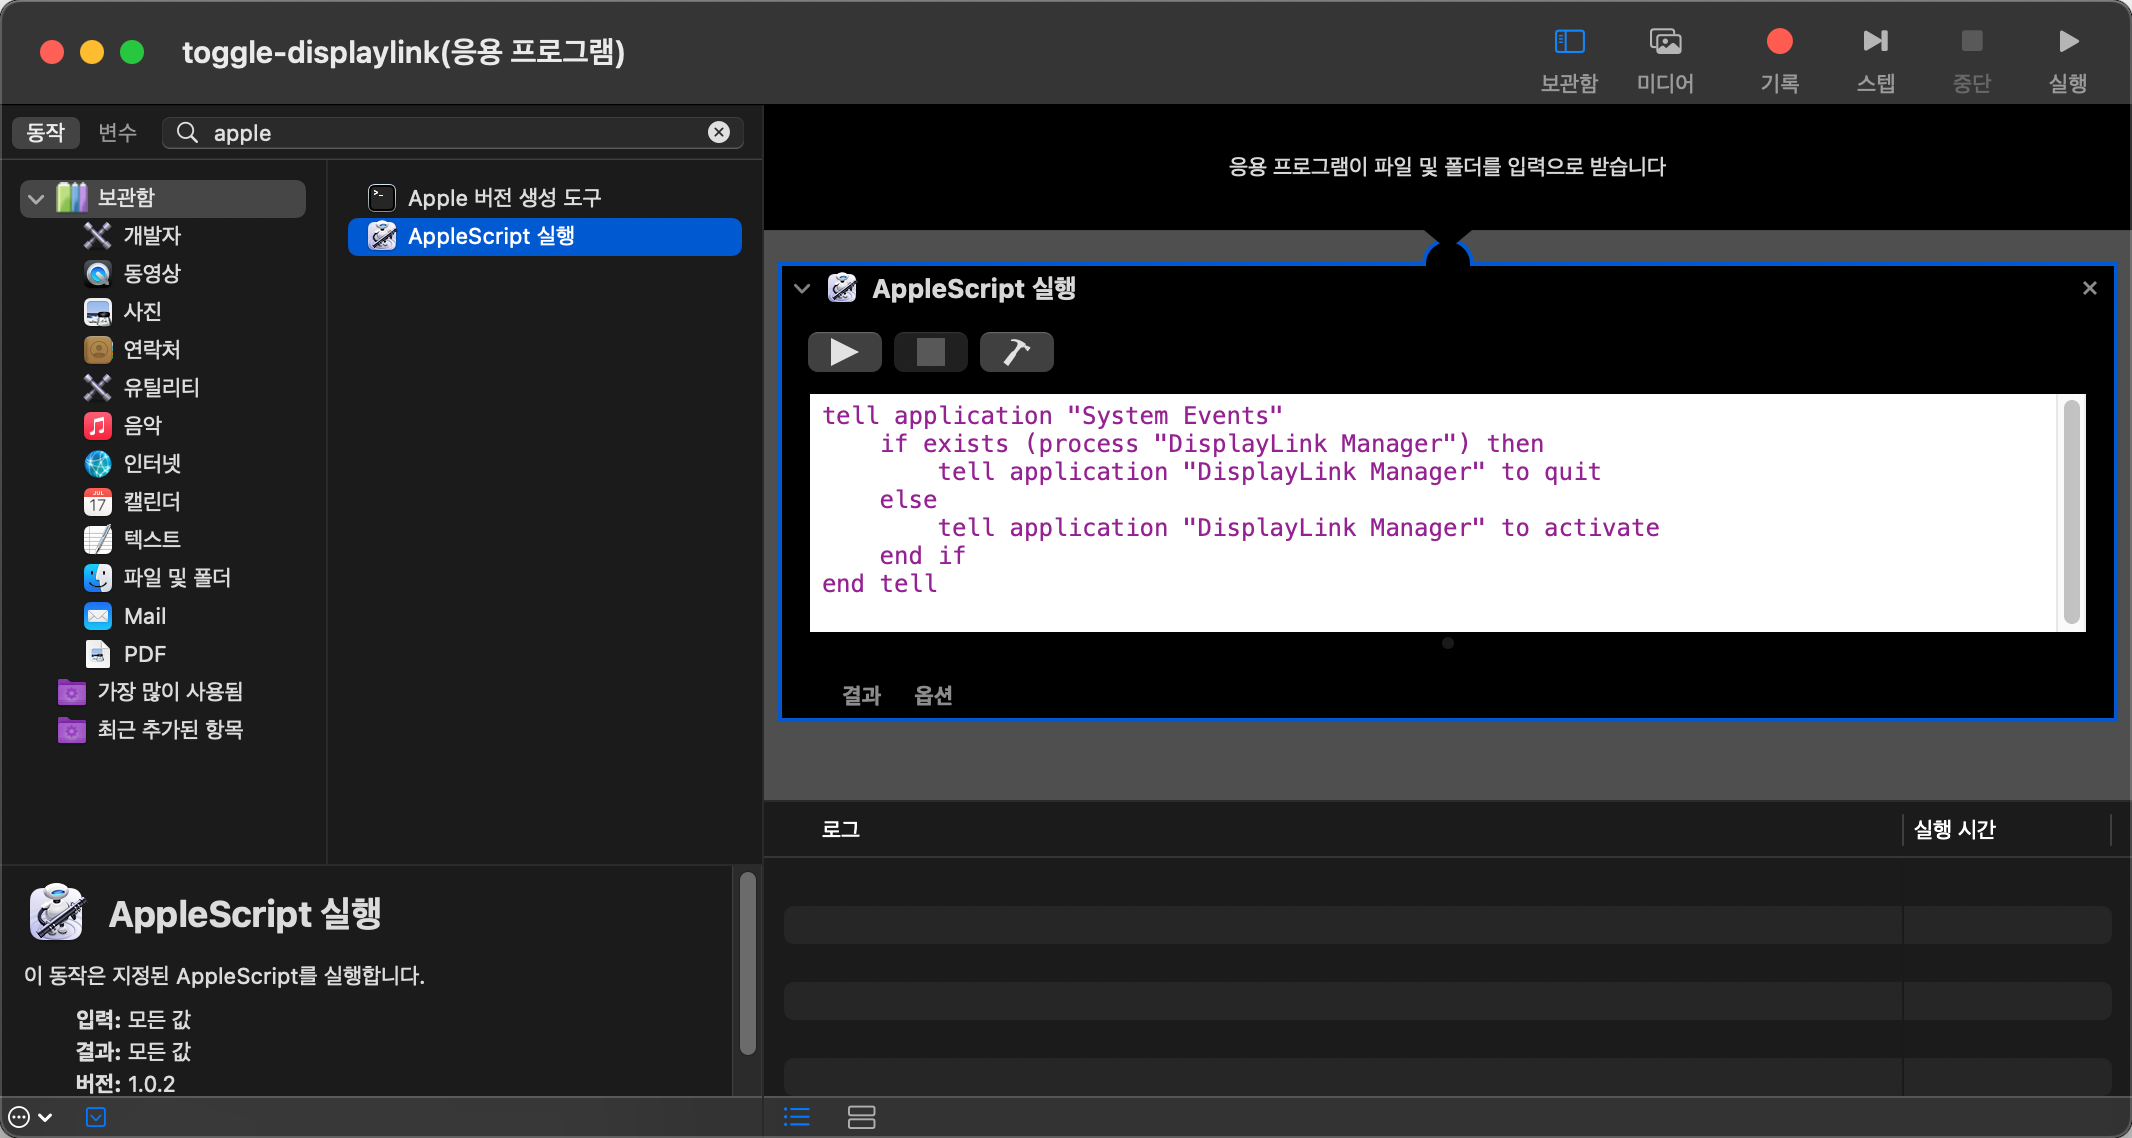 toggle-displaylink(응용 프로그램)
보관함
미디어
기록
스텝
중단
실행
동작
변수
apple
보관함
개발자
동영상
사진
연락처
유틸리티
음악
인터넷
JUL
17
캘린더
텍스트
파일 및 폴더
Mail
PDF
가장 많이 사용됨
최근 추가된 항목
Apple 버전 생성 도구
AppleScript 실행
응용 프로그램이 파일 및 폴더를 입력으로 받습니다
AppleScript 실행
tell application "System Events"
    if exists (process "DisplayLink Manager") then
        tell application "DisplayLink Manager" to quit
    else
        tell application "DisplayLink Manager" to activate
    end if
end tell
결과
옵션
로그
실행 시간
AppleScript 실행
이 동작은 지정된 AppleScript를 실행합니다.
입력: 모든 값
결과: 모든 값
버전: 1.0.2